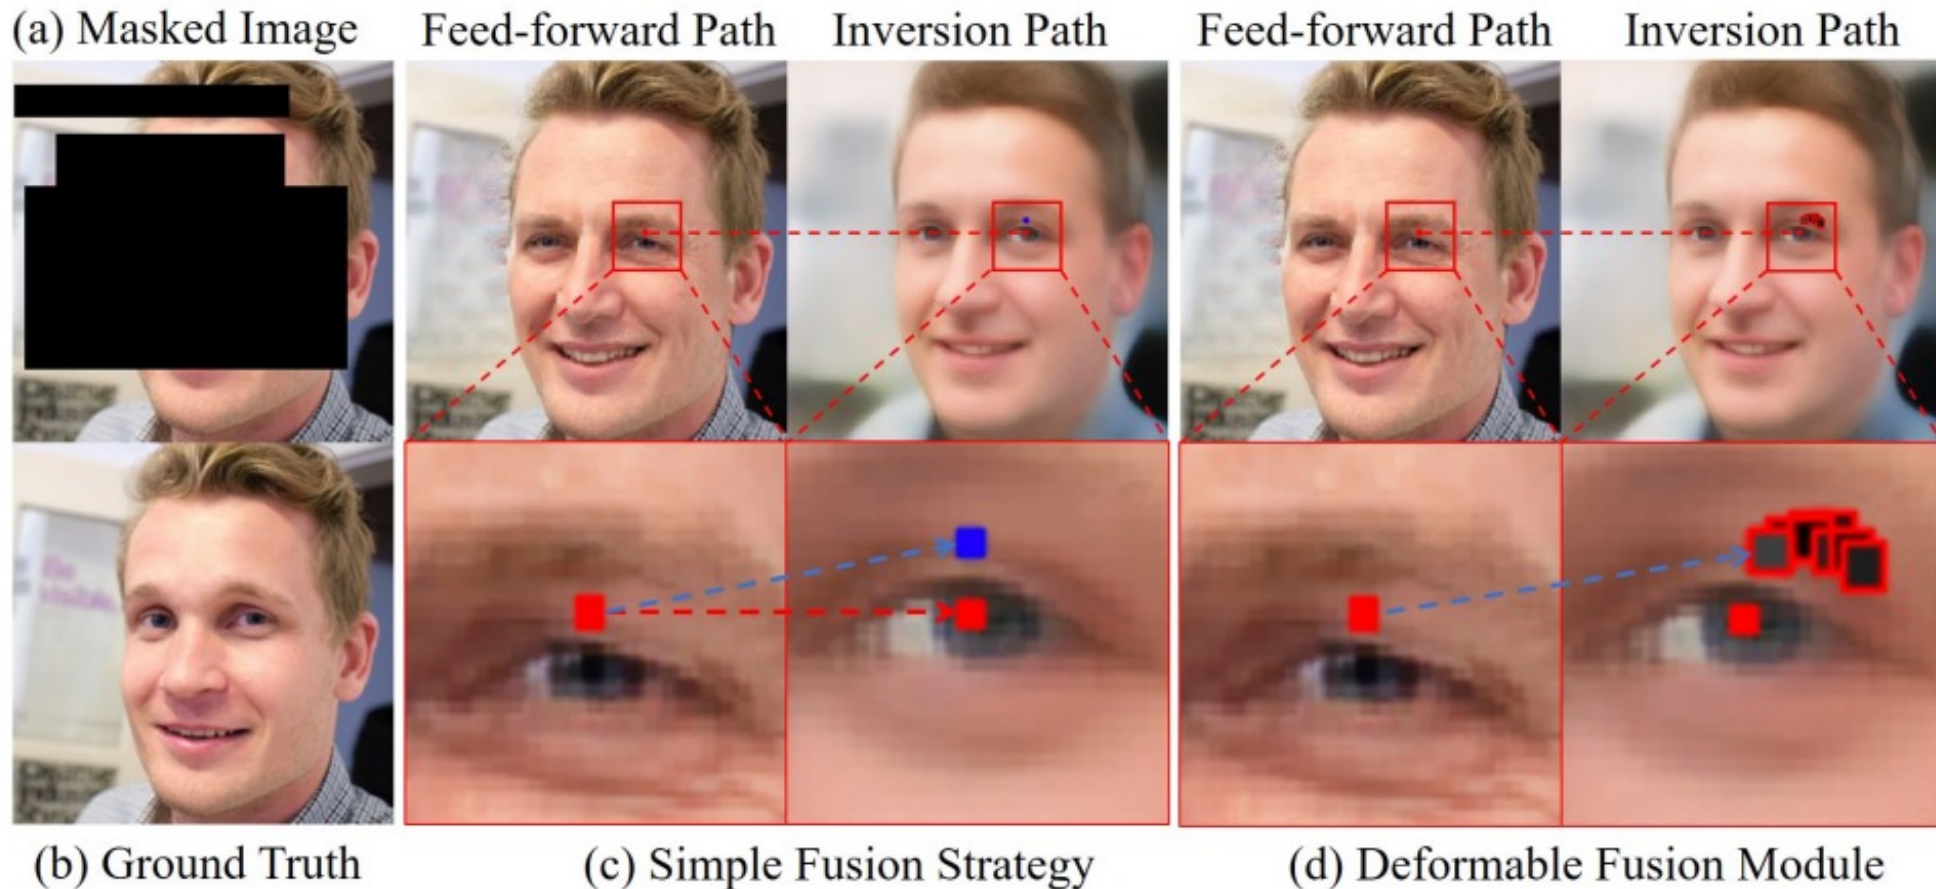 (a) Masked Image
Feed-forward Path
Inversion Path
Feed-forward Path
Inversion Path
(b) Ground Truth
(c) Simple Fusion Strategy
(d) Deformable Fusion Module